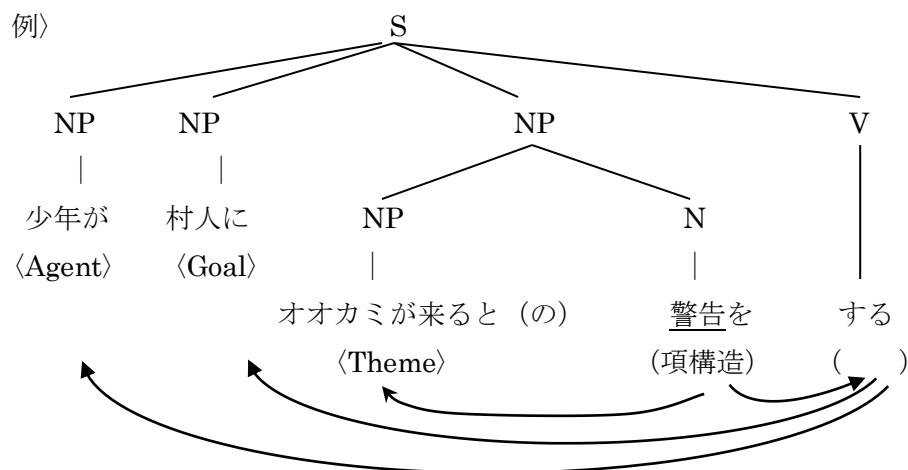 例〉
S
NP NP NP V
| |
少年が 村人に NP N
〈Agent〉 〈Goal〉 | |
オオカミが来ると（の） 警告を する
〈Theme〉 (項構造) ( )